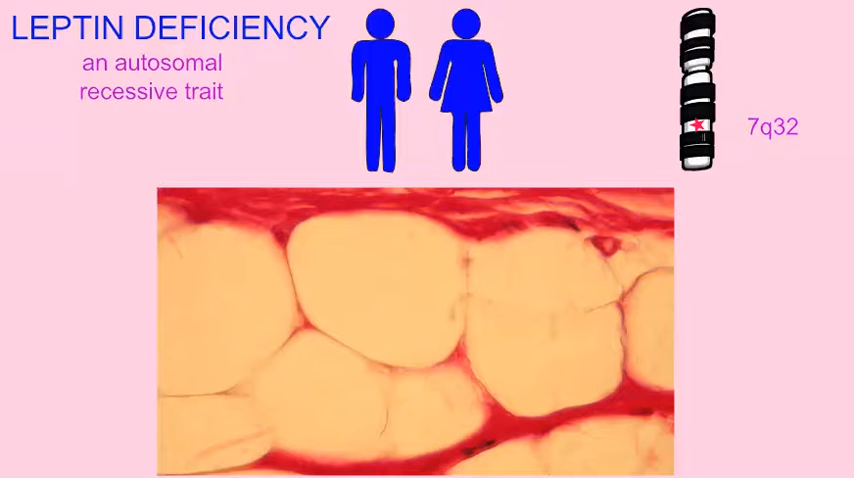 LEPTIN DEFICIENCY
an autosomal
recessive trait
7q32